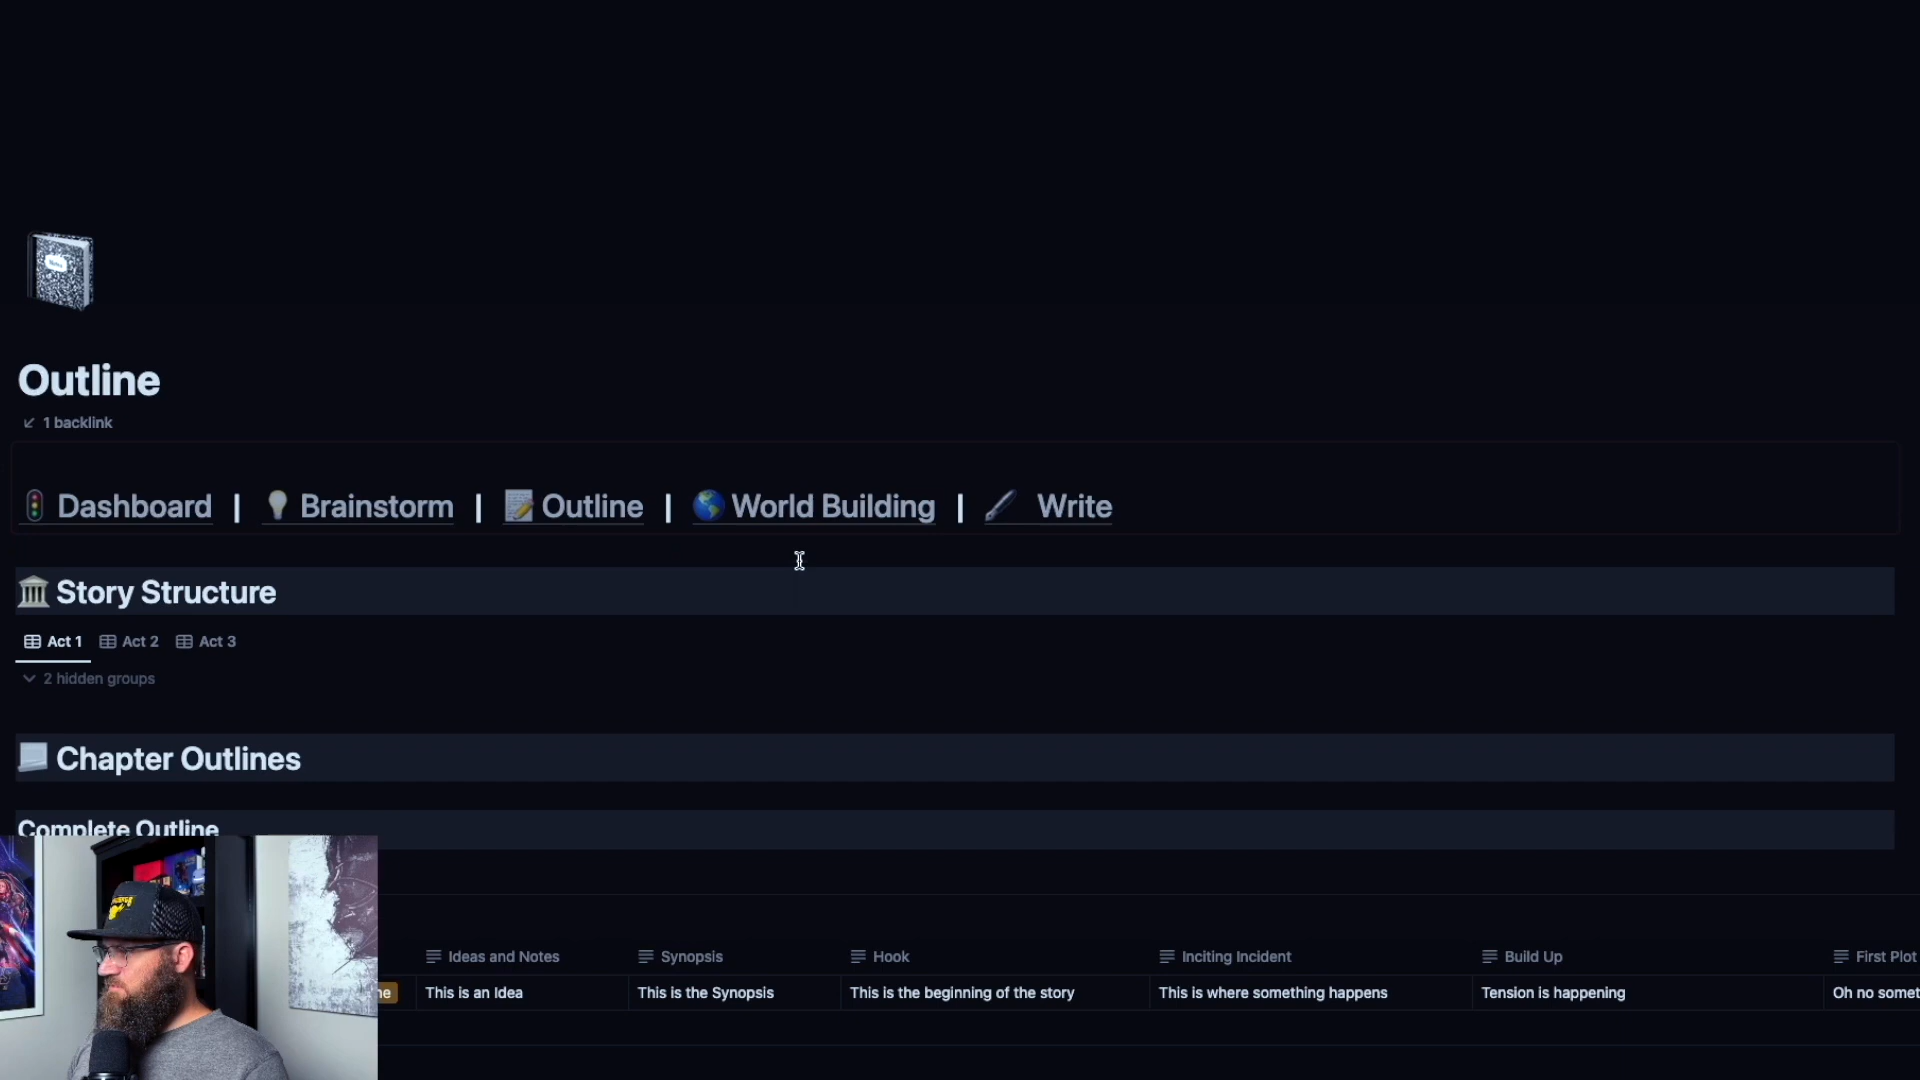 Outline
1 backlink
Dashboard | Brainstorm | Outline | World Building | Write
Story Structure
Act 1 Act 2 Act 3
2 hidden groups
Chapter Outlines
Complete Outline
Ideas and Notes Synopsis Hook Inciting Incident Build Up First Plot
This is an Idea This is the Synopsis This is the beginning of the story This is where something happens Tension is happening Oh no